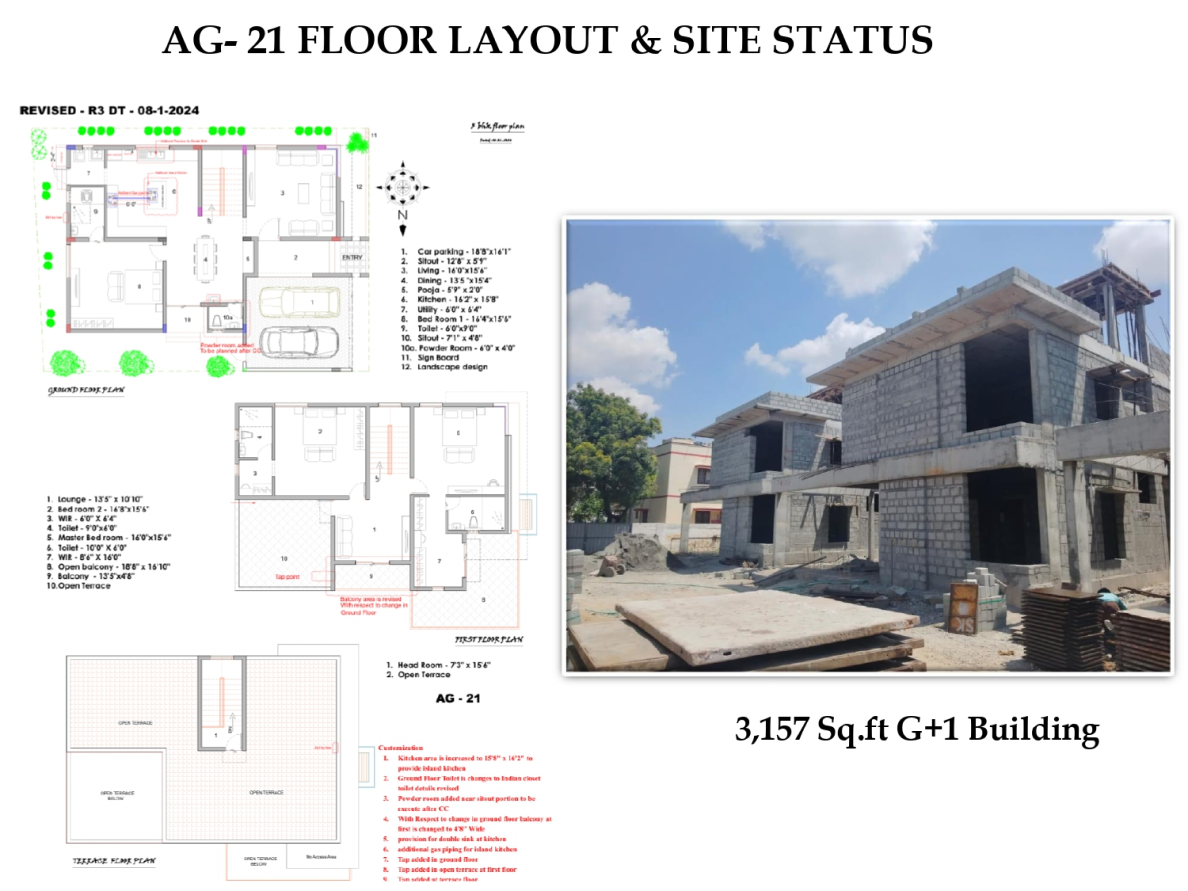 AG- 21 FLOOR LAYOUT & SITE STATUS
REVISED - R3 DT - 08-1-2024
N
ENTRY
1. Car parking - 18'8"x16'1"
2. Sitout - 12'8" x 5'9"
3. Living - 16'0"x15'6"
4. Dining - 13'5"x15'4"
5. Pooja - 5'9" x 2'0"
6. Kitchen - 16'2" x 15'8"
7. Utility - 6'0" x 6'4"
8. Bed Room 1 - 16'4"x15'6"
9. Toilet - 6'0"x9'0"
10. Sitout - 7'1" x 4'8"
10a. Powder Room - 6'0" x 4'0"
11. Sign Board
12. Landscape design
Powder room added
To be planned after CC
GROUND FLOOR PLAN
1. Lounge - 13'5" x 10'10"
2. Bed room 2 - 16'8"x15'6"
3. WIR - 6'0" X 6'4"
4. Toilet - 9'0"x6'0"
5. Master Bed room - 16'0"x15'6"
6. Toilet - 10'0" X 6'0"
7. WIR - 8'6" X 16'0"
8. Open balcony - 18'8" x 16'10"
9. Balcony - 13'5"x4'8"
10. Open Terrace
Tap point
Balcony area is revised
With respect to change in
Ground Floor
FIRST FLOOR PLAN
1. Head Room - 7'3" x 15'6"
2. Open Terrace
AG - 21
OPEN TERRACE
OPEN TERRACE
BELOW
OPEN TERRACE
OPEN TERRACE
BELOW
No Access Area
TERRACE FLOOR PLAN
Customization
1. Kitchen area is increased to 15'8" x 16'2" to
provide island kitchen
2. Ground Floor Toilet is changes to Indian closet
toilet details revised
3. Powder room added near sitout portion to be
execute after CC
4. With Respect to change in ground floor balcone at
first is changed to 4'8" Wide
5. provision for double sink at kitchen
6. additional gas piping for island kitchen
7. Tap added in ground floor
8. Tap added in open terrace at first floor
9. Tap added at terrace floor
3,157 Sq.ft G+1 Building